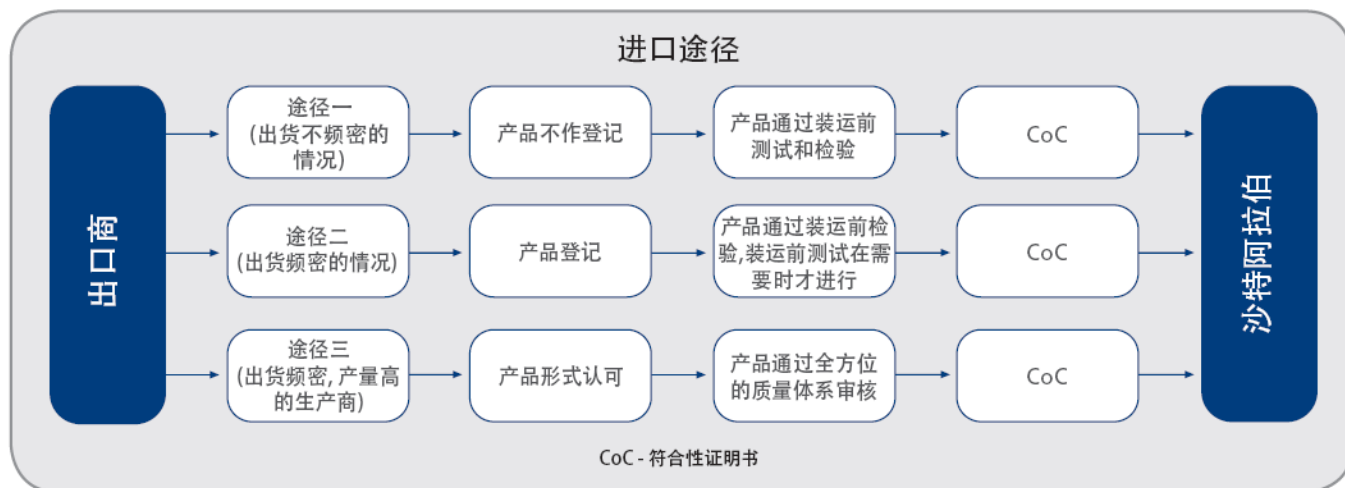 进口途径
出口商
途径一
(出货不频密的
情况)
产品不作登记
产品通过装运前
测试和检验
CoC
途径二
(出货频密的情况)
产品登记
产品通过装运前检
验,装运前测试在需
要时才进行
CoC
途径三
(出货频密, 产量高
的生产商)
产品形式认可
产品通过全方位
的质量体系审核
CoC
沙特阿拉伯
CoC - 符合性证明书